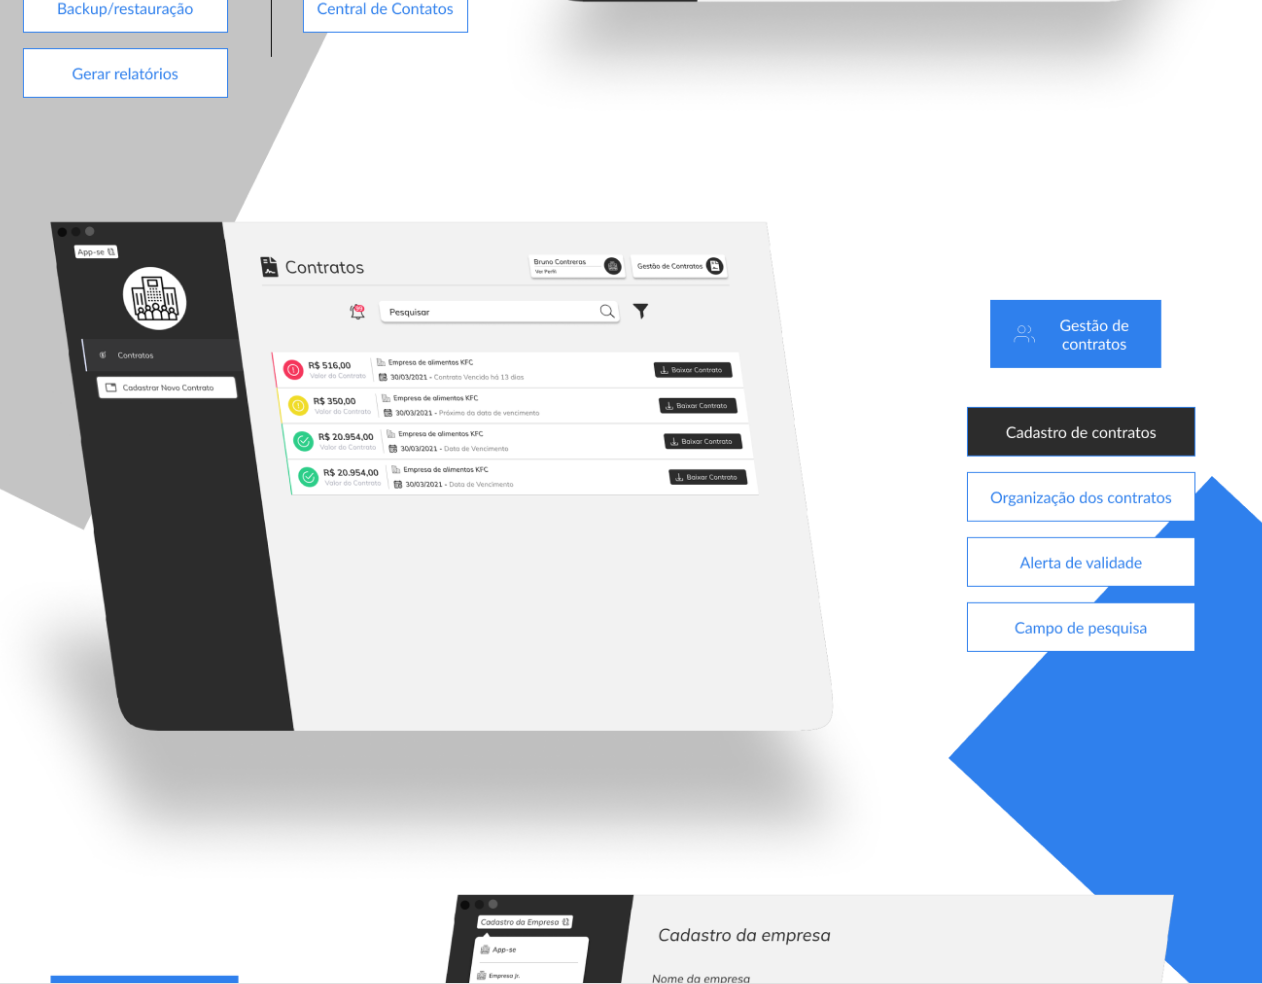 Backup/restauração
Central de Contatos
Gerar relatórios
App-se
Contratos
Bruno Contreras
Ver Perfil
Gestão de Contratos
Pesquisar
Contratos
Cadastrar Novo Contrato
R$ 516,00
Valor do Contrato
Empresa de alimentos KFC
30/03/2021 - Contrato Vencido há 13 dias
Baixar Contrato
R$ 350,00
Valor do Contrato
Empresa de alimentos KFC
30/03/2021 - Próximo da data de vencimento
Baixar Contrato
R$ 20.954,00
Valor do Contrato
Empresa de alimentos KFC
30/03/2021 - Data de Vencimento
Baixar Contrato
R$ 20.954,00
Valor do Contrato
Empresa de alimentos KFC
30/03/2021 - Data de Vencimento
Baixar Contrato
Gestão de
contratos
Cadastro de contratos
Organização dos contratos
Alerta de validade
Campo de pesquisa
Cadastro da Empresa
App-se
Empresa Jr.
Cadastro da empresa
Nome da empresa